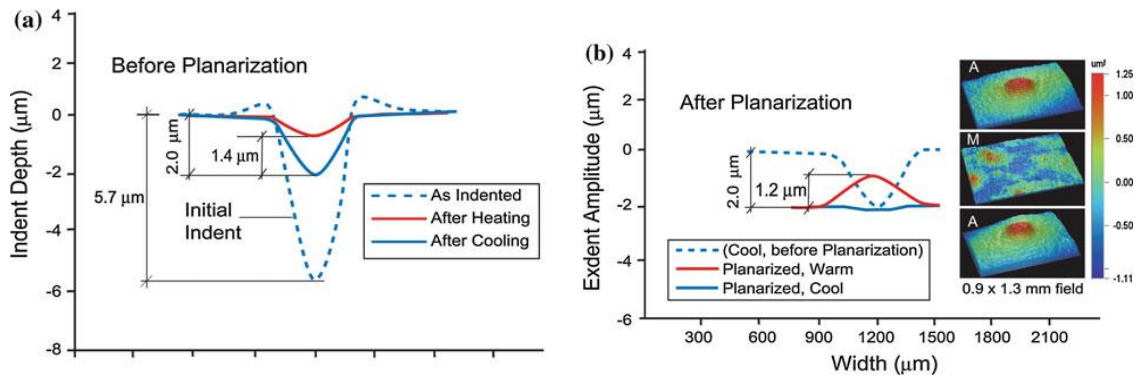 (a)
4
2
0
-2
-4
-6
-8
Indent Depth (µm)
Before Planarization
2.0 µm
1.4 µm
5.7 µm
Initial
Indent
As Indented
After Heating
After Cooling
(b)
4
2
0
-2
-4
-6
Exdent Amplitude (µm)
After Planarization
2.0 µm
1.2 µm
(Cool, before Planarization)
Planarized, Warm
Planarized, Cool
300 600 900 1200 1500 1800 2100
Width (µm)
A
M
A
0.9 x 1.3 mm field
1.25
0.50
0.00
-0.50
-1.11